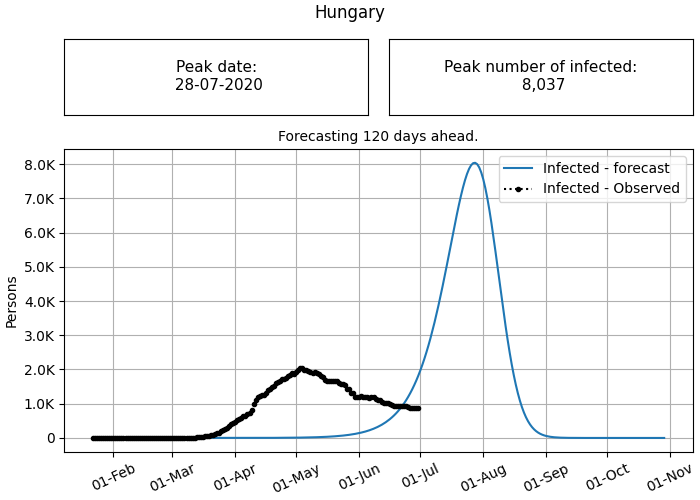 Hungary
Peak date:
28-07-2020
Peak number of infected:
8,037
Forecasting 120 days ahead.
Infected - forecast
Infected - Observed
Persons
8.0K
7.0K
6.0K
5.0K
4.0K
3.0K
2.0K
1.0K
0
01-Feb
01-Mar
01-Apr
01-May
01-Jun
01-Jul
01-Aug
01-Sep
01-Oct
01-Nov